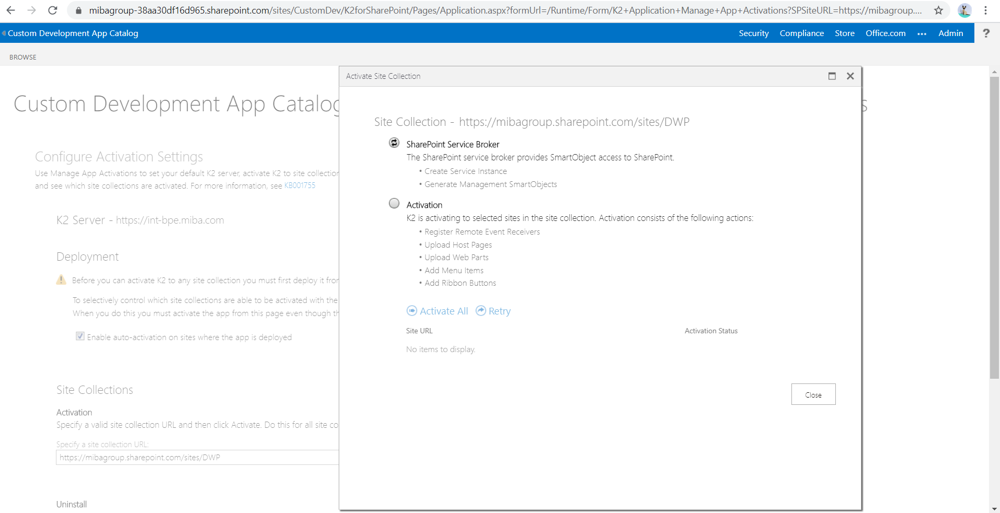 mibagroup-38aa30df16d965.sharepoint.com/sites/CustomDev/K2forSharePoint/Pages/Application.aspx?formUrl=/Runtime/Form/K2+Application+Manage+App+Activations?SPSiteURL=https://mibagroup....
Custom Development App Catalog
Security Compliance Store Office.com ... Admin ?
BROWSE
Custom Development App Catalog
s
Configure Activation Settings
Use Manage App Activations to set your default K2 server, activate K2 to site collection
and see which site collections are activated. For more information, see KB001755
K2 Server - https://int-bpe.miba.com
Deployment
Before you can activate K2 to any site collection you must first deploy it from
To selectively control which site collections are able to be activated with the
When you do this you must activate the app from this page even though th
Enable auto-activation on sites where the app is deployed
Site Collections
Activation
Specify a valid site collection URL and then click Activate. Do this for all site co
Specify a site collection URL:
https://mibagroup.sharepoint.com/sites/DWP
Uninstall
Activate Site Collection
Site Collection - https://mibagroup.sharepoint.com/sites/DWP
SharePoint Service Broker
The SharePoint service broker provides SmartObject access to SharePoint.
• Create Service Instance
• Generate Management SmartObjects
Activation
K2 is activating to selected sites in the site collection. Activation consists of the following actions:
• Register Remote Event Receivers
• Upload Host Pages
• Upload Web Parts
• Add Menu Items
• Add Ribbon Buttons
Activate All Retry
Site URL Activation Status
No items to display.
Close